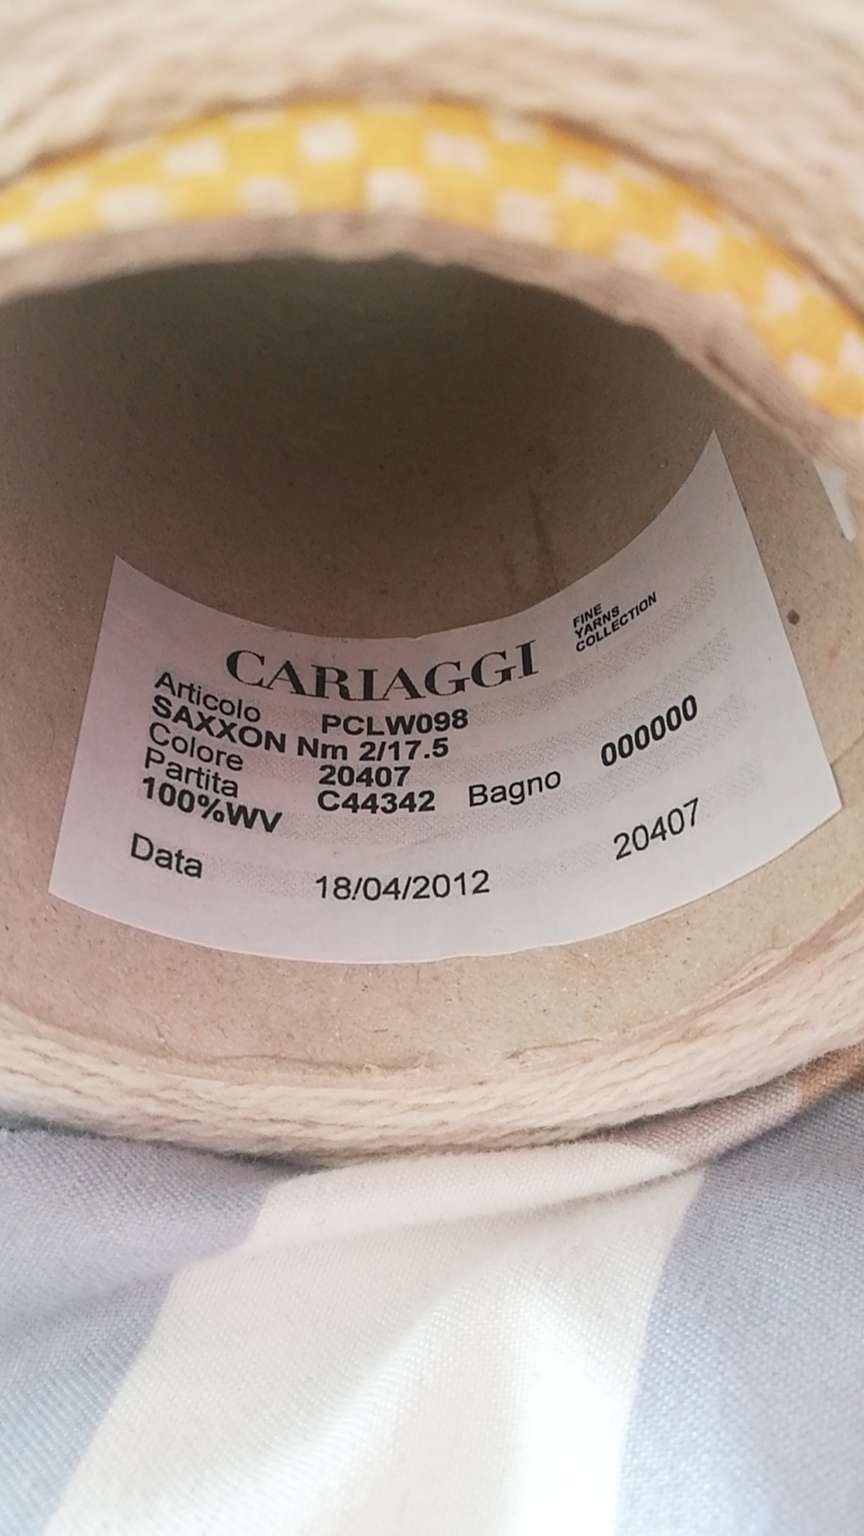 CARIAGGI
FINE
YARNS
COLLECTION
Articolo PCLW098
SAXXON Nm 2/17.5
Colore 20407
Partita C44342 Bagno 000000
100%WV
Data 18/04/2012 20407